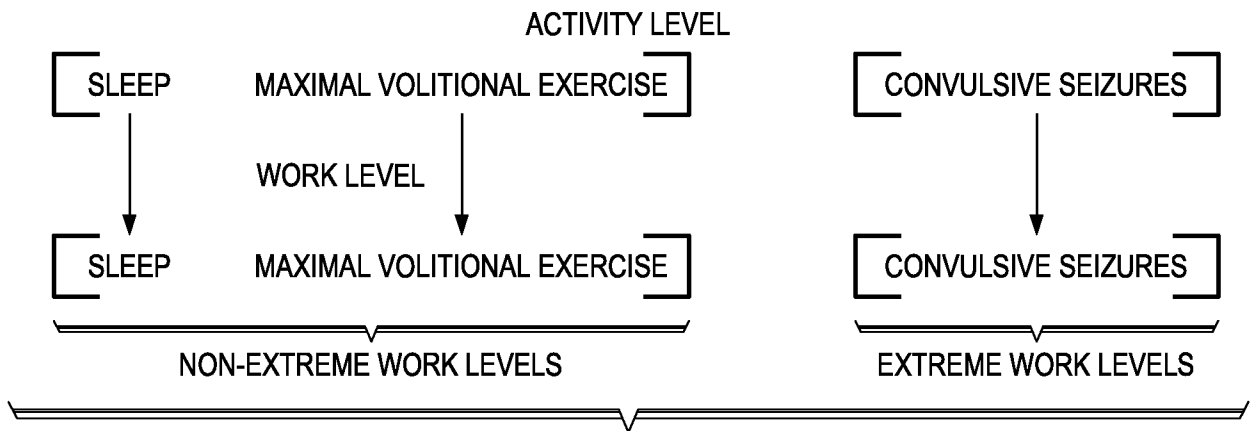 ACTIVITY LEVEL
SLEEP MAXIMAL VOLITIONAL EXERCISE CONVULSIVE SEIZURES
WORK LEVEL
SLEEP MAXIMAL VOLITIONAL EXERCISE CONVULSIVE SEIZURES
NON-EXTREME WORK LEVELS EXTREME WORK LEVELS